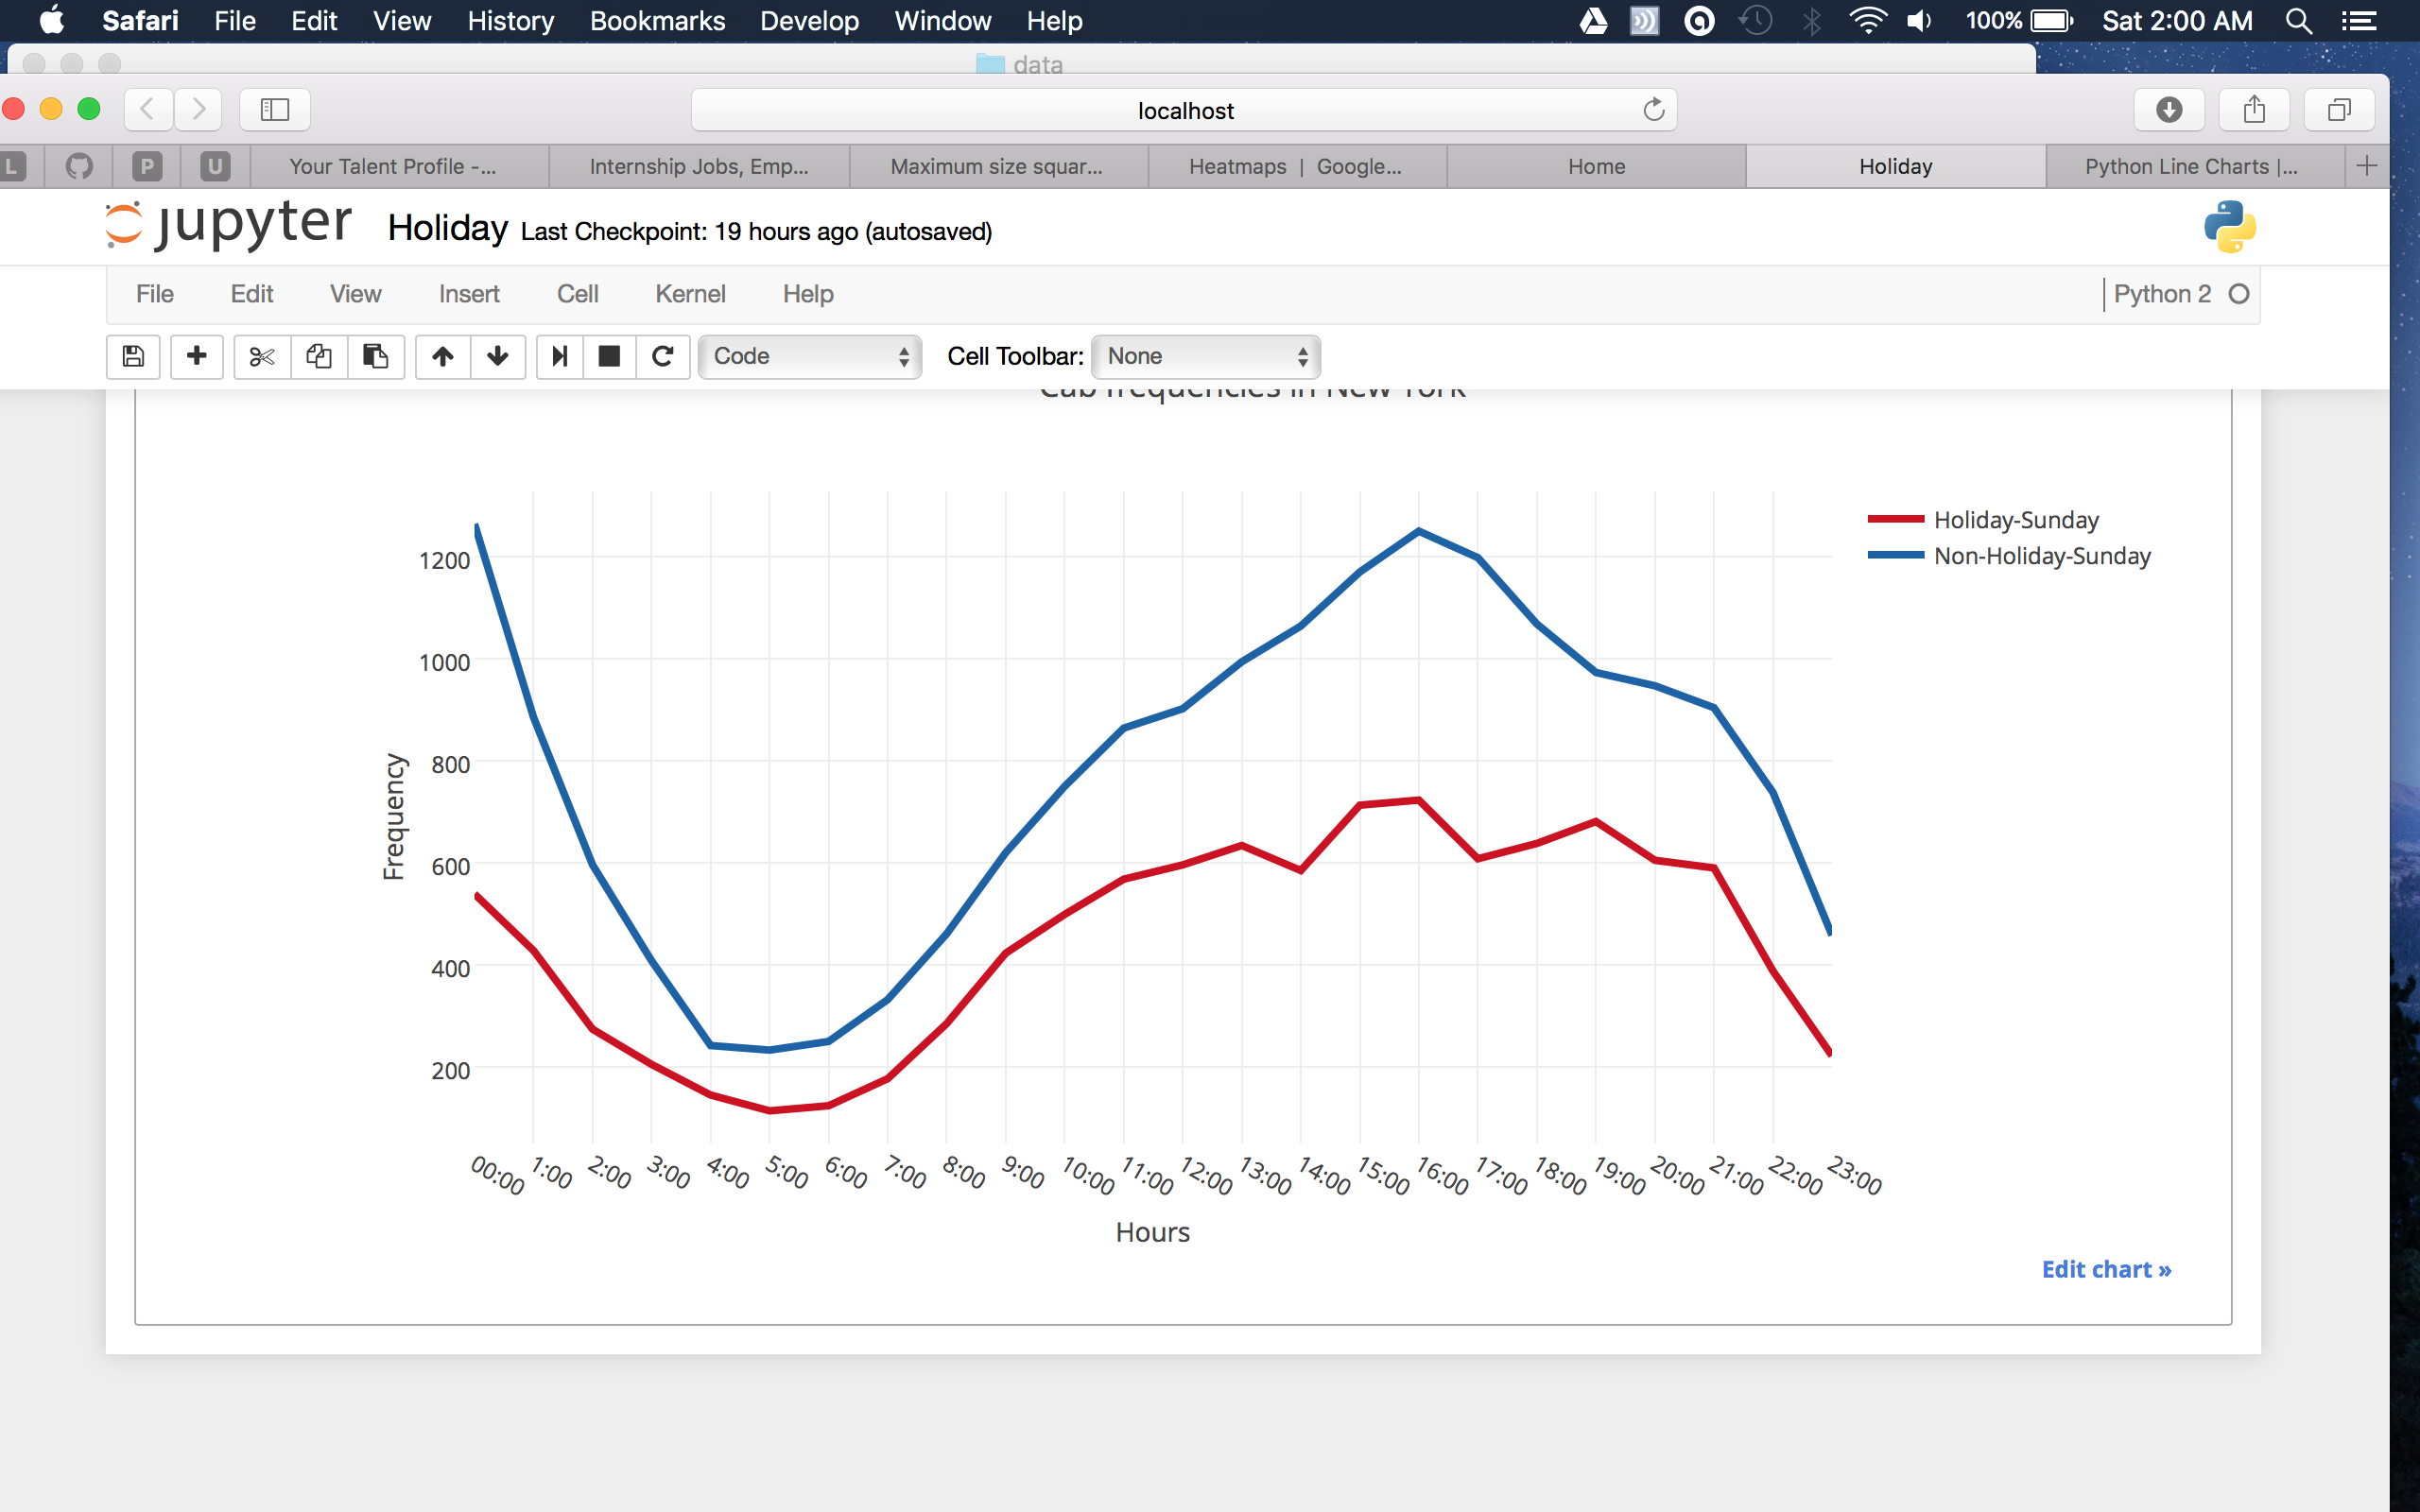 Safari File Edit View History Bookmarks Develop Window Help 100% Sat 2:00 AM
data
localhost
L P U Your Talent Profile -... Internship Jobs, Emp... Maximum size squar... Heatmaps | Google... Home Holiday Python Line Charts |... +
jupyter Holiday Last Checkpoint: 19 hours ago (autosaved)
File Edit View Insert Cell Kernel Help Python 2
Code Cell Toolbar: None
Cab frequencies in New York
Holiday-Sunday
Non-Holiday-Sunday
1200
1000
800
600
400
200
Frequency
00:00 1:00 2:00 3:00 4:00 5:00 6:00 7:00 8:00 9:00 10:00 11:00 12:00 13:00 14:00 15:00 16:00 17:00 18:00 19:00 20:00 21:00 22:00 23:00
Hours
Edit chart »